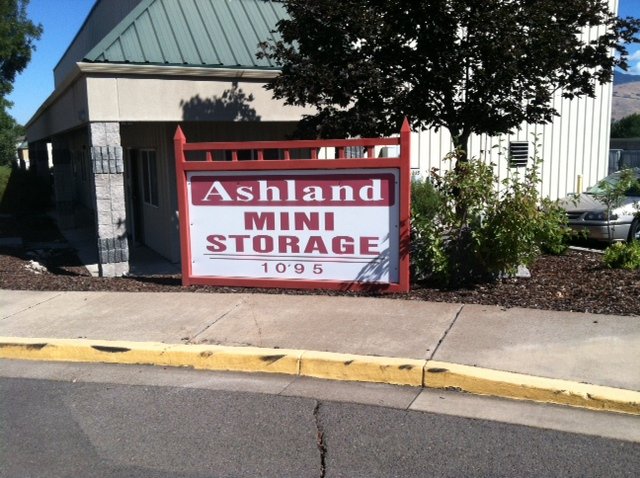 Ashland
MINI
STORAGE
1095